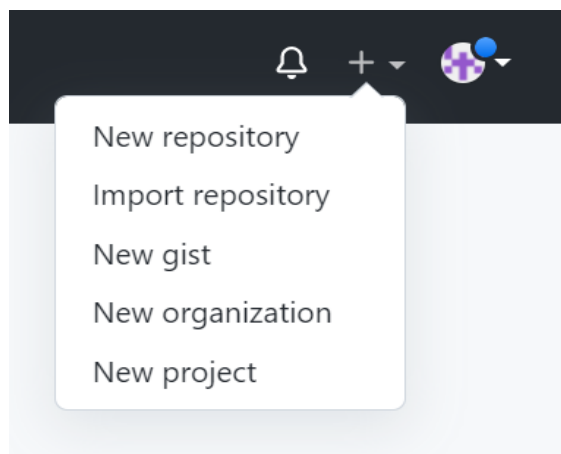 New repository
Import repository
New gist
New organization
New project